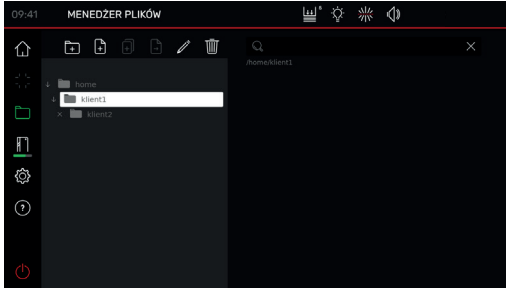 09:41 MENEDŻER PLIKÓW
/home/klient1
home
klient1
klient2